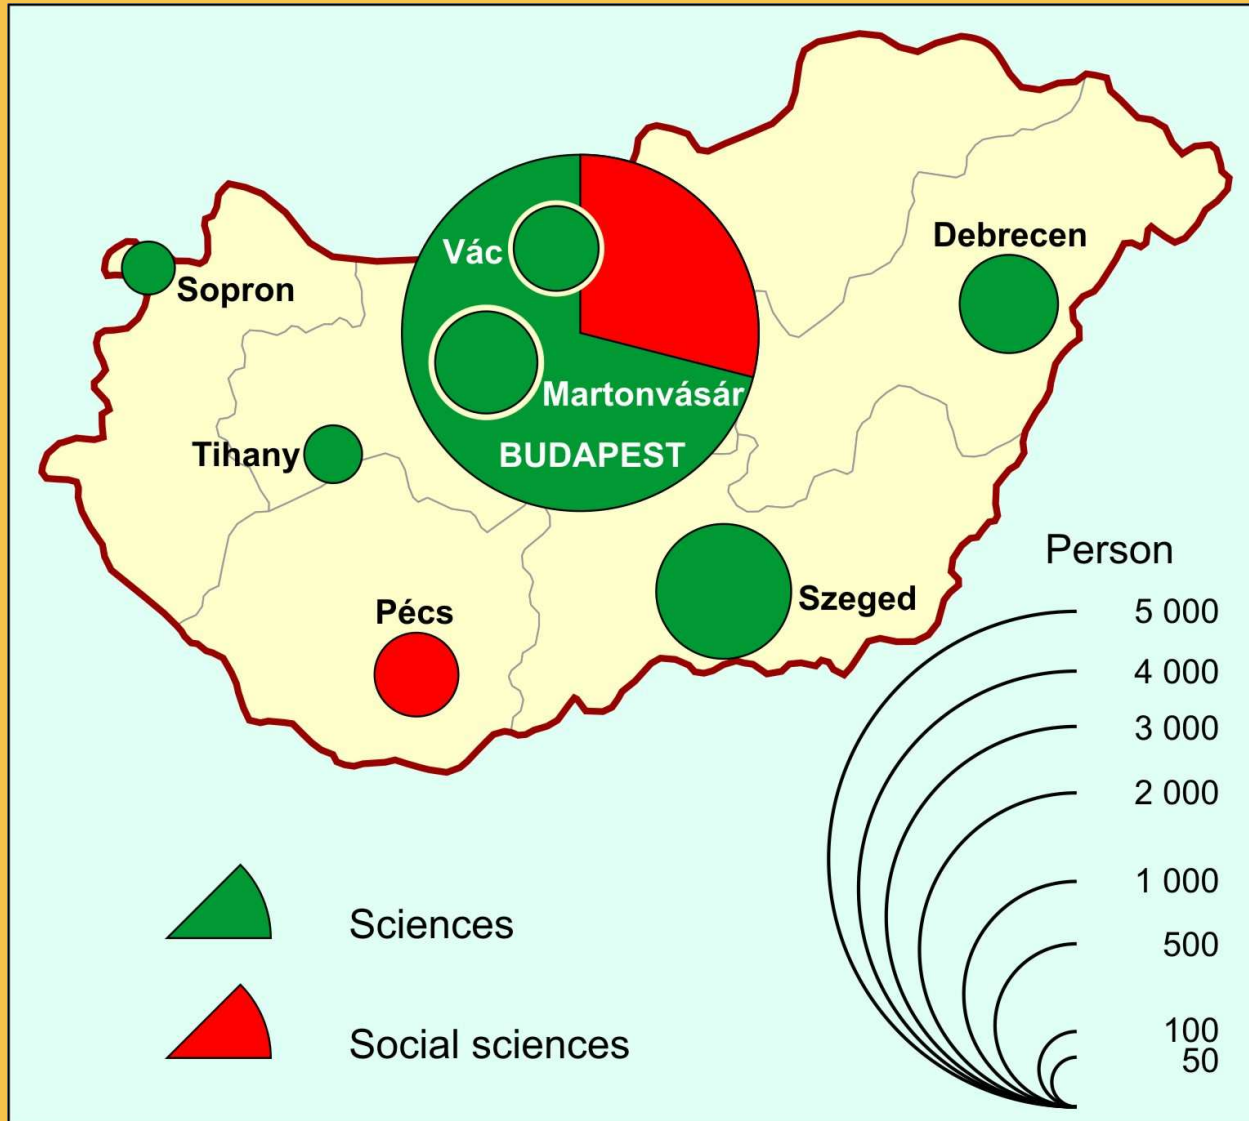 Debrecen
Vác
Sopron
Martonvásár
Tihany
BUDAPEST
Szeged
Pécs
Person
5 000
4 000
3 000
2 000
1 000
500
100
50
Sciences
Social sciences